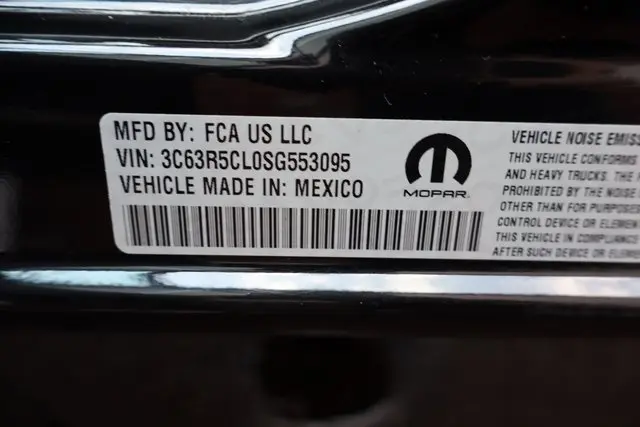 MFD BY: FCA US LLC
VIN: 3C63R5CL0SG553095
VEHICLE MADE IN: MEXICO
MOPAR
VEHICLE NOISE EMISS
THIS VEHICLE CONFORMS
AND HEAVY TRUCKS. THE F
PROHIBITED BY THE NOISE
OTHER THAN FOR PURPOSE
CONTROL DEVICE OR ELEMEN
THIS VEHICLE IN COMPLIANCE
AFTER SUCH DEVICE OR ELEME